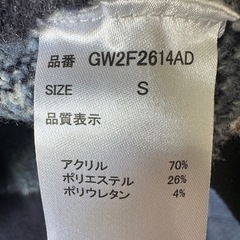 品番 GW2F2614AD
SIZE S
品質表示
アクリル 70%
ポリエステル 26%
ポリウレタン 4%